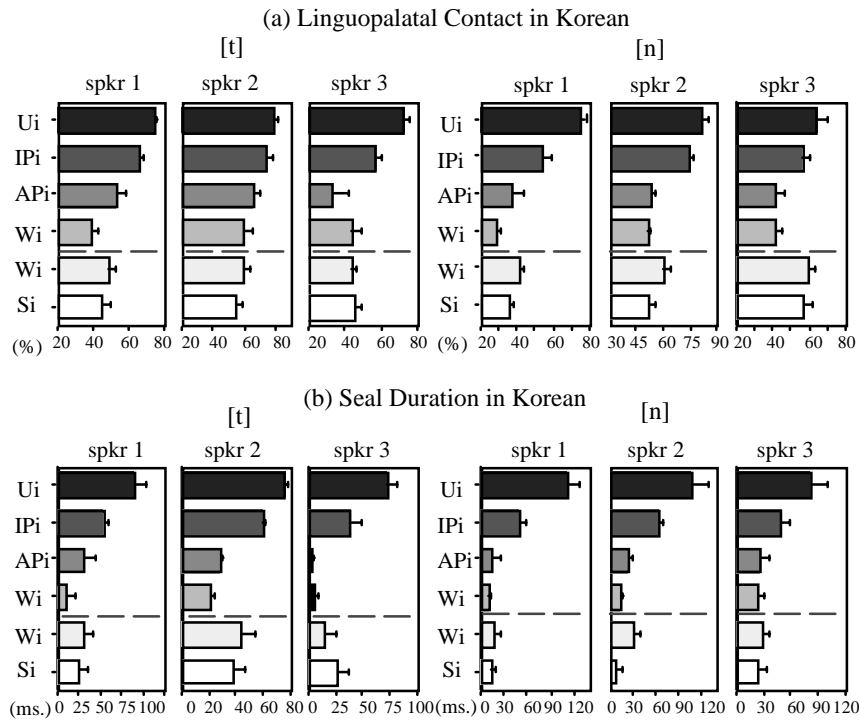 (a) Linguopalatal Contact in Korean
[t] [n]
spkr 1 spkr 2 spkr 3 spkr 1 spkr 2 spkr 3
Ui Ui
IPi IPi
APi APi
Wi Wi
Wi Wi
Si Si
(%) 20 40 60 80 20 40 60 80 20 40 60 80 (%) 20 40 60 80 30 45 60 75 90 20 40 60 80
(b) Seal Duration in Korean
[t] [n]
spkr 1 spkr 2 spkr 3 spkr 1 spkr 2 spkr 3
Ui Ui
IPi IPi
APi APi
Wi Wi
Wi Wi
Si Si
(ms.) 0 25 50 75 100 0 20 40 60 80 0 25 50 75 100 (ms.) 0 30 60 90 120 0 30 60 90 120 0 30 60 90 120